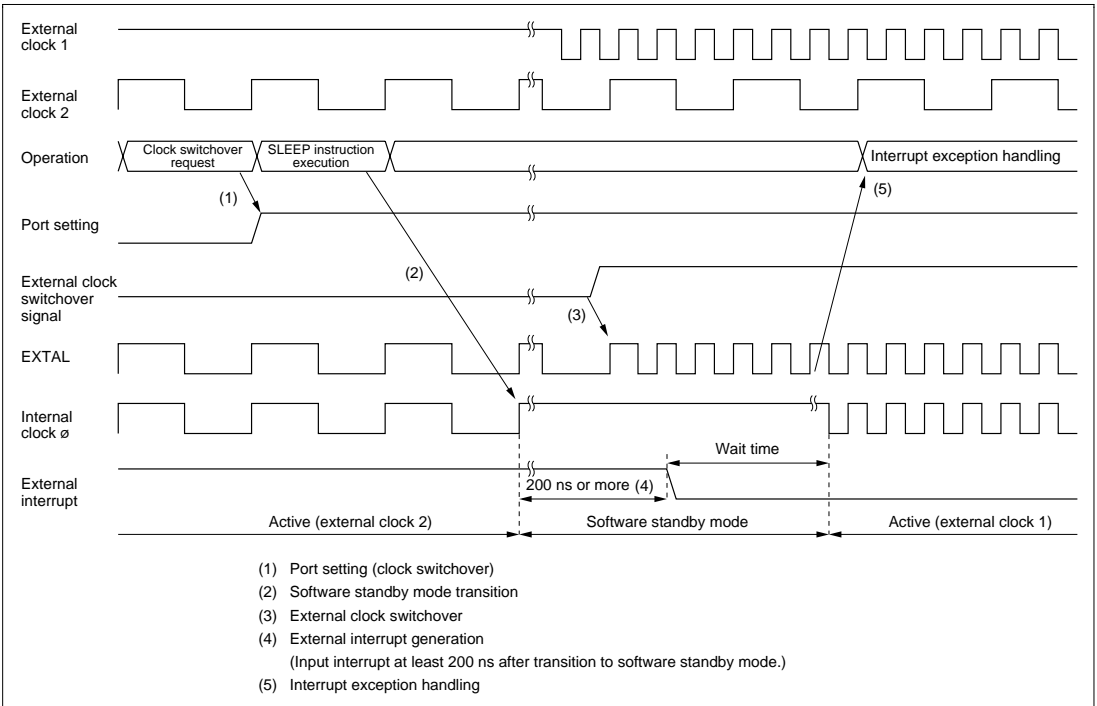 External
clock 1
External
clock 2
Operation
Clock switchover
request
SLEEP instruction
execution
Interrupt exception handling
(1)
(5)
Port setting
(2)
External clock
switchover
signal
(3)
EXTAL
Internal
clock ø
Wait time
External
interrupt
200 ns or more (4)
Active (external clock 2)
Software standby mode
Active (external clock 1)
(1) Port setting (clock switchover)
(2) Software standby mode transition
(3) External clock switchover
(4) External interrupt generation
(Input interrupt at least 200 ns after transition to software standby mode.)
(5) Interrupt exception handling